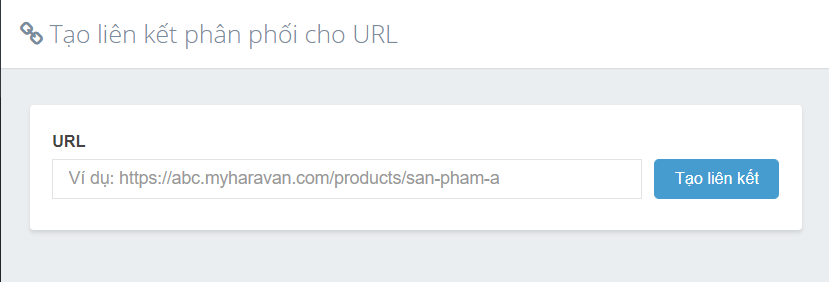 Tạo liên kết phân phối cho URL
URL
Ví dụ: https://abc.myharavan.com/products/san-pham-a
Tạo liên kết